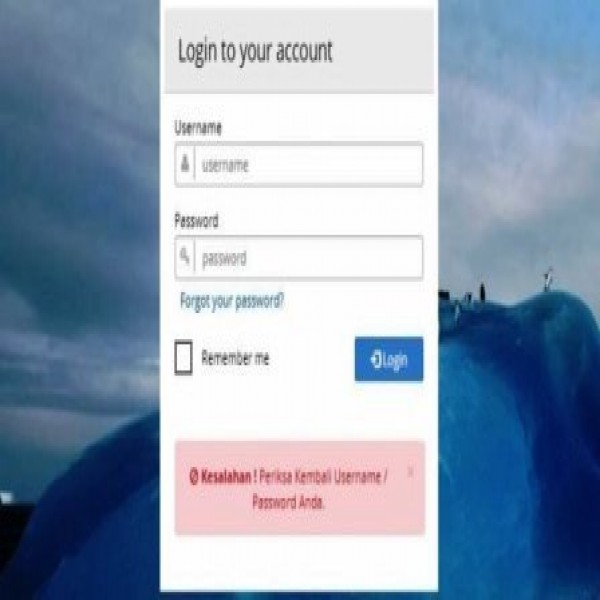 Login to your account
Username
username
Password
password
Forgot your password?
Remember me
Login
Kesalahan ! Periksa Kembali Username /
Password Anda.
×